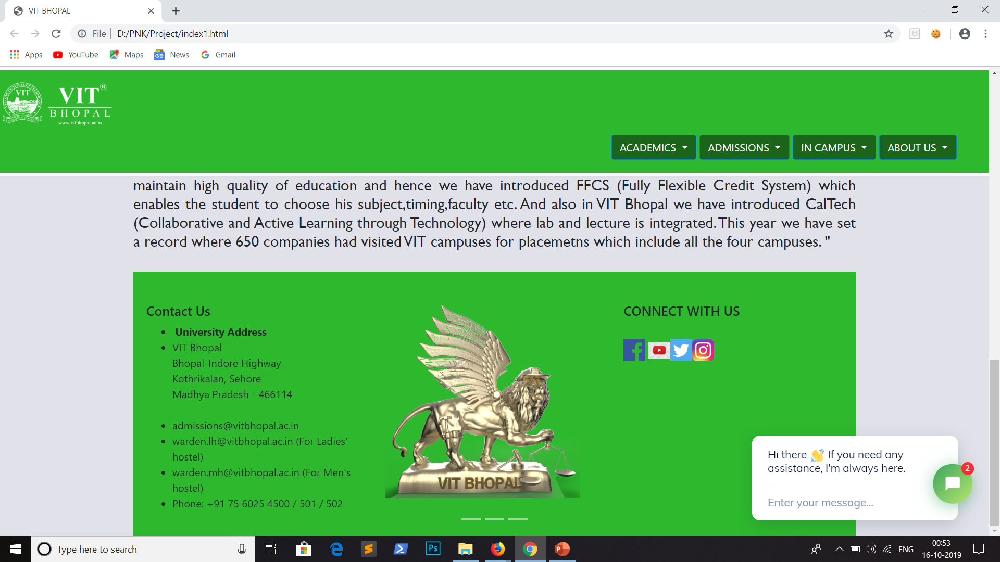 VIT BHOPAL
File | D:/PNK/Project/index1.html
Apps YouTube Maps News Gmail
VELLORE INSTITUTE OF TECHNOLOGY
VIT
VIT®
BHOPAL
www.vitbhopal.ac.in
ACADEMICS ADMISSIONS IN CAMPUS ABOUT US
maintain high quality of education and hence we have introduced FFCS (Fully Flexible Credit System) which
enables the student to choose his subject,timing,faculty etc. And also in VIT Bhopal we have introduced CalTech
(Collaborative and Active Learning through Technology) where lab and lecture is integrated. This year we have set
a record where 650 companies had visited VIT campuses for placemetns which include all the four campuses. "
Contact Us
• University Address
• VIT Bhopal
Bhopal-Indore Highway
Kothrikalan, Sehore
Madhya Pradesh - 466114
• admissions@vitbhopal.ac.in
• warden.lh@vitbhopal.ac.in (For Ladies'
hostel)
• warden.mh@vitbhopal.ac.in (For Men's
hostel)
• Phone: +91 75 6025 4500 / 501 / 502
VIT BHOPAL
CONNECT WITH US
Hi there 👋 If you need any
assistance, I'm always here.
Enter your message...
2
Type here to search
Ps
P
ENG
00:53
16-10-2019